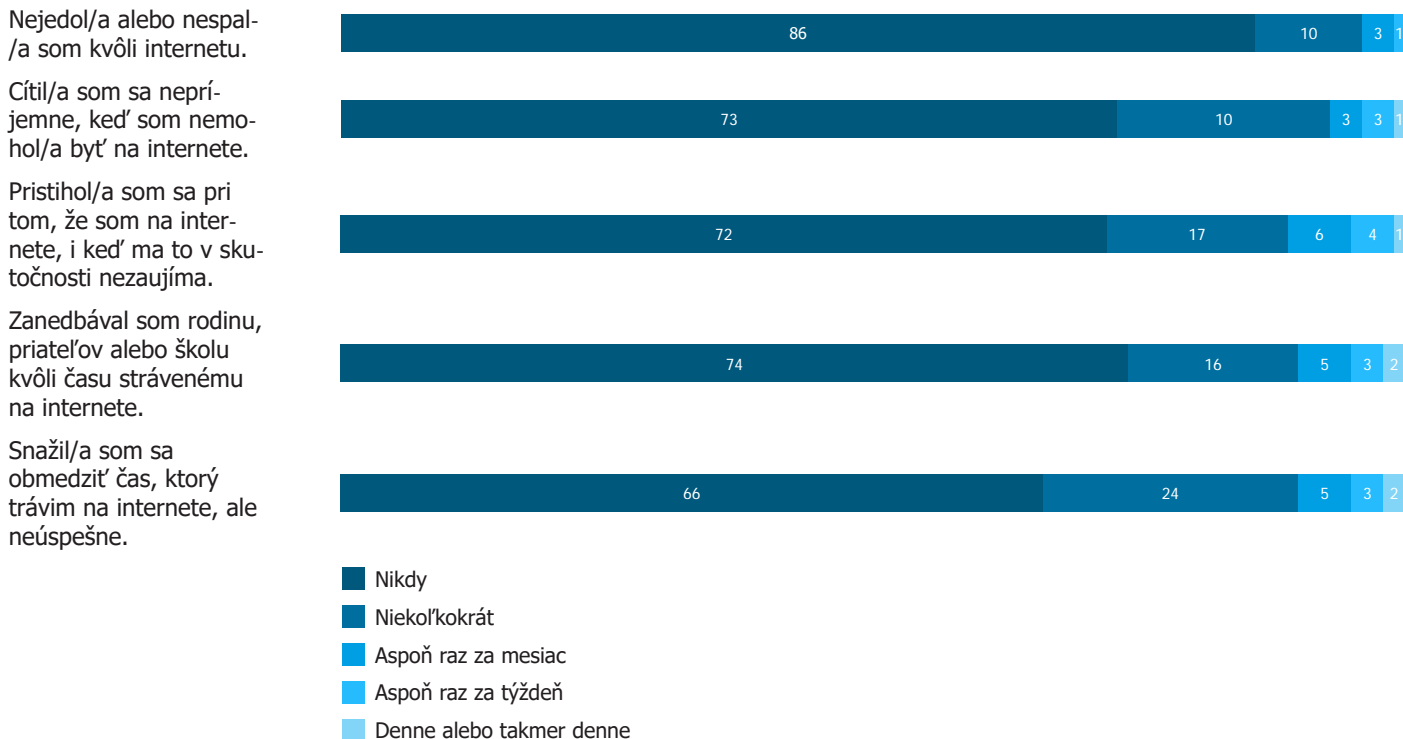 Nejedol/a alebo nespal-
/a som kvôli internetu.
86 10 3 1
Cítil/a som sa neprí-
jemne, keď som nemo-
hol/a byť na internete.
73 10 3 3 1
Pristihol/a som sa pri
tom, že som na inter-
nete, i keď ma to v sku-
točnosti nezaujíma.
72 17 6 4 1
Zanedbával som rodinu,
priateľov alebo školu
kvôli času strávenému
na internete.
74 16 5 3 2
Snažil/a som sa
obmedziť čas, ktorý
trávim na internete, ale
neúspešne.
66 24 5 3 2
Nikdy
Niekoľkokrát
Aspoň raz za mesiac
Aspoň raz za týždeň
Denne alebo takmer denne